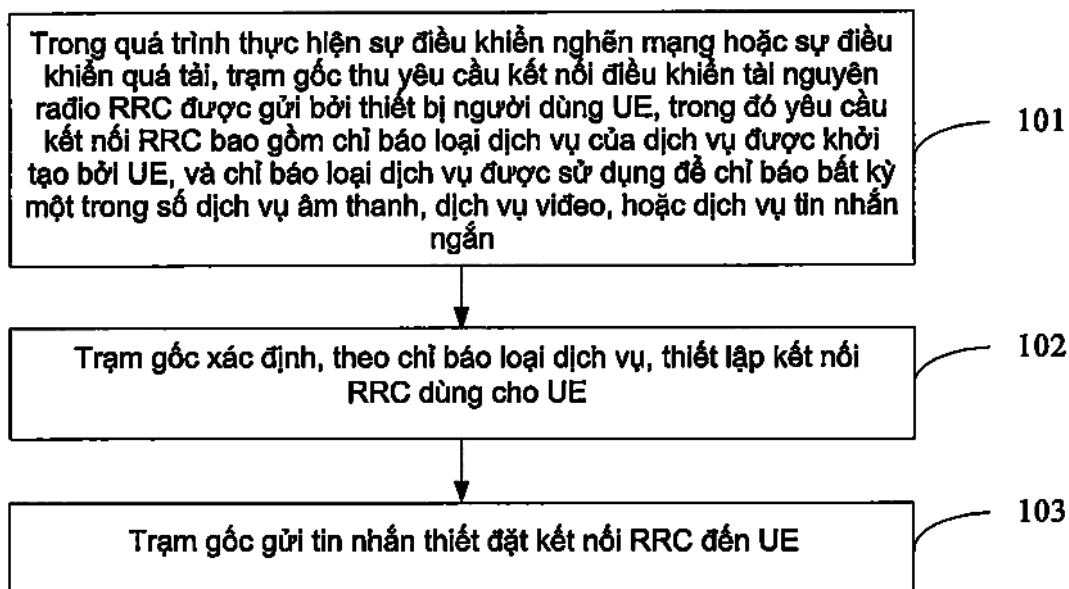 Trong quá trình thực hiện sự điều khiển nghẽn mạng hoặc sự điều
khiển quá tải, trạm gốc thu yêu cầu kết nối điều khiển tài nguyên
rađio RRC được gửi bởi thiết bị người dùng UE, trong đó yêu cầu
kết nối RRC bao gồm chỉ báo loại dịch vụ của dịch vụ được khởi
tạo bởi UE, và chỉ báo loại dịch vụ được sử dụng để chỉ báo bất kỳ
một trong số dịch vụ âm thanh, dịch vụ viđeo, hoặc dịch vụ tin nhắn
ngắn
101
Trạm gốc xác định, theo chỉ báo loại dịch vụ, thiết lập kết nối
RRC dùng cho UE
102
Trạm gốc gửi tin nhắn thiết đặt kết nối RRC đến UE
103